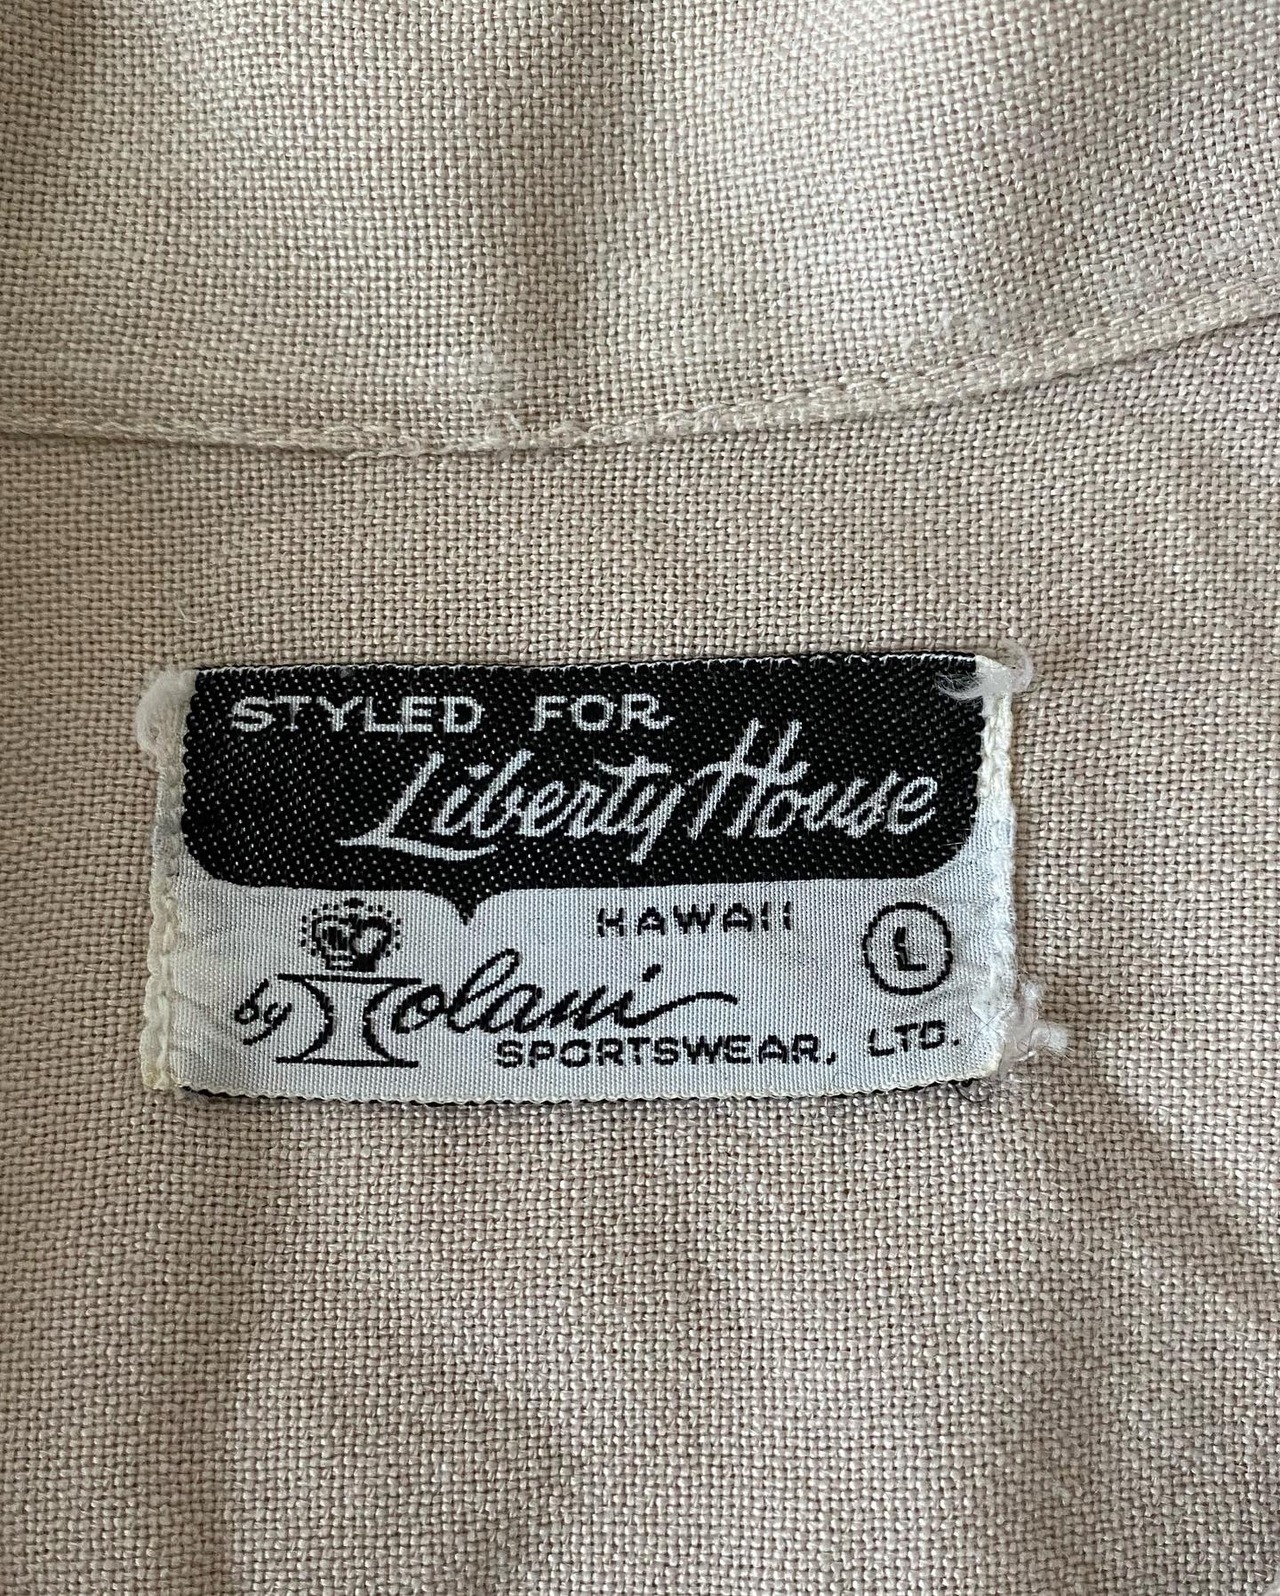 STYLED FOR
Liberty House
HAWAII
L
by Iolani
SPORTSWEAR, LTD.